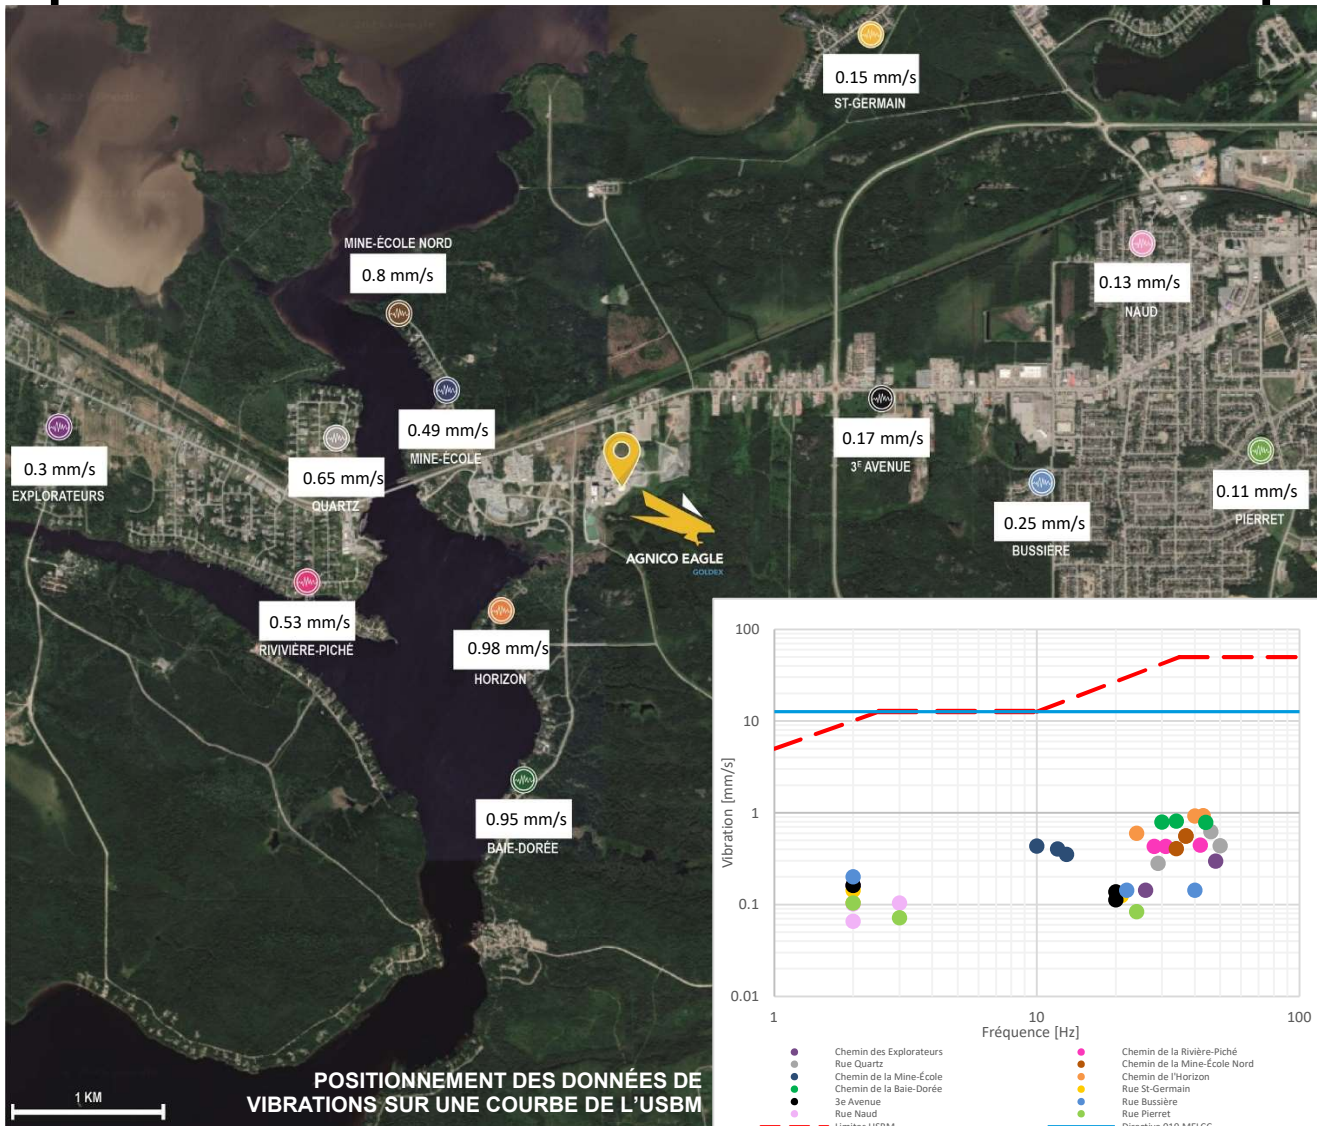 0.15 mm/s
ST-GERMAIN
MINE-ÉCOLE NORD
0.8 mm/s
0.13 mm/s
NAUD
0.49 mm/s
MINE-ÉCOLE
0.3 mm/s
EXPLORATEURS
0.65 mm/s
QUARTZ
0.17 mm/s
3E AVENUE
0.25 mm/s
BUSSIÈRE
0.11 mm/s
PIERRET
AGNICO EAGLE
GOLDEX
0.53 mm/s
RIVIVIÈRE-PICHÉ
0.98 mm/s
HORIZON
0.95 mm/s
BAIE-DORÉE
1 KM
POSITIONNEMENT DES DONNÉES DE
VIBRATIONS SUR UNE COURBE DE L'USBM
100
10
1
0.1
0.01
Vibration [mm/s]
1
10
100
Fréquence [Hz]
Chemin des Explorateurs
Chemin de la Rivière-Piché
Rue Quartz
Chemin de la Mine-École Nord
Chemin de la Mine-École
Chemin de l'Horizon
Chemin de la Baie-Dorée
Rue St-Germain
3e Avenue
Rue Bussière
Rue Naud
Rue Pierret
Limites USBM
Directive 019 MELCC